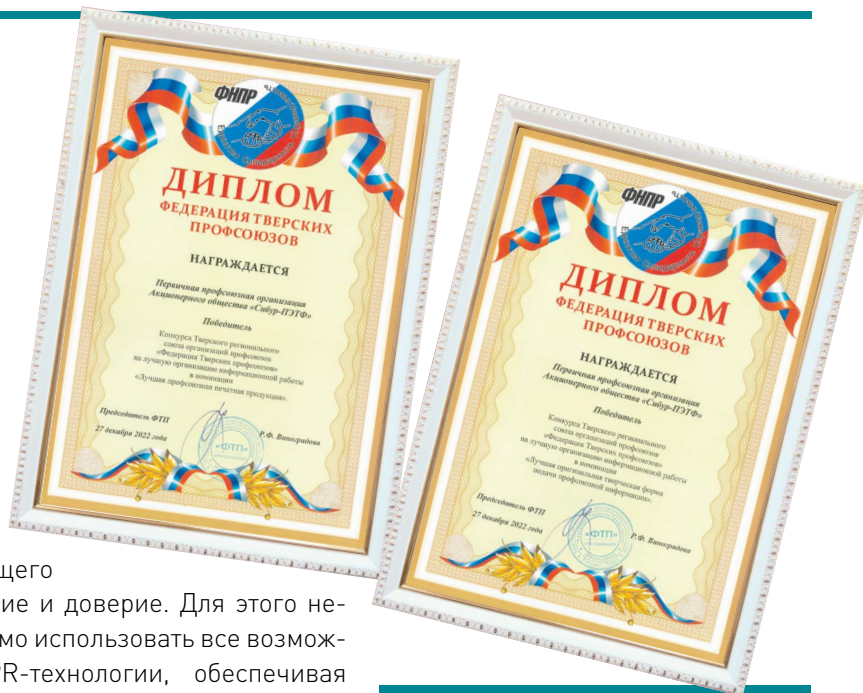 ФНПР
ДИПЛОМ
ФЕДЕРАЦИЯ ТВЕРСКИХ
ПРОФСОЮЗОВ
НАГРАЖДАЕТСЯ
Первичная профсоюзная организация
Акционерного общества «Сибур-ПЭТФ»
Победитель
Конкурса Тверского регионального
союза организаций профсоюзов
«Федерация Тверских профсоюзов»
на лучшую организацию информационной работы
в номинации
«Лучшая профсоюзная печатная продукция».
Председатель ФТП
27 декабря 2022 года
«ФТП»
Р.Ф. Виноградова
ФНПР
ДИПЛОМ
ФЕДЕРАЦИЯ ТВЕРСКИХ
ПРОФСОЮЗОВ
НАГРАЖДАЕТСЯ
Первичная профсоюзная организация
Акционерного общества «Сибур-ПЭТФ»
Победитель
Конкурса Тверского регионального
союза организаций профсоюзов
«Федерация Тверских профсоюзов»
на лучшую организацию информационной работы
в номинации
«Лучшая оригинальная творческая форма
подачи профсоюзной информации».
Председатель ФТП
27 декабря 2022 года
«ФТП»
Р.Ф. Виноградова
щего
ие и доверие. Для этого не-
мо использовать все возмож-
PR-технологии, обеспечивая